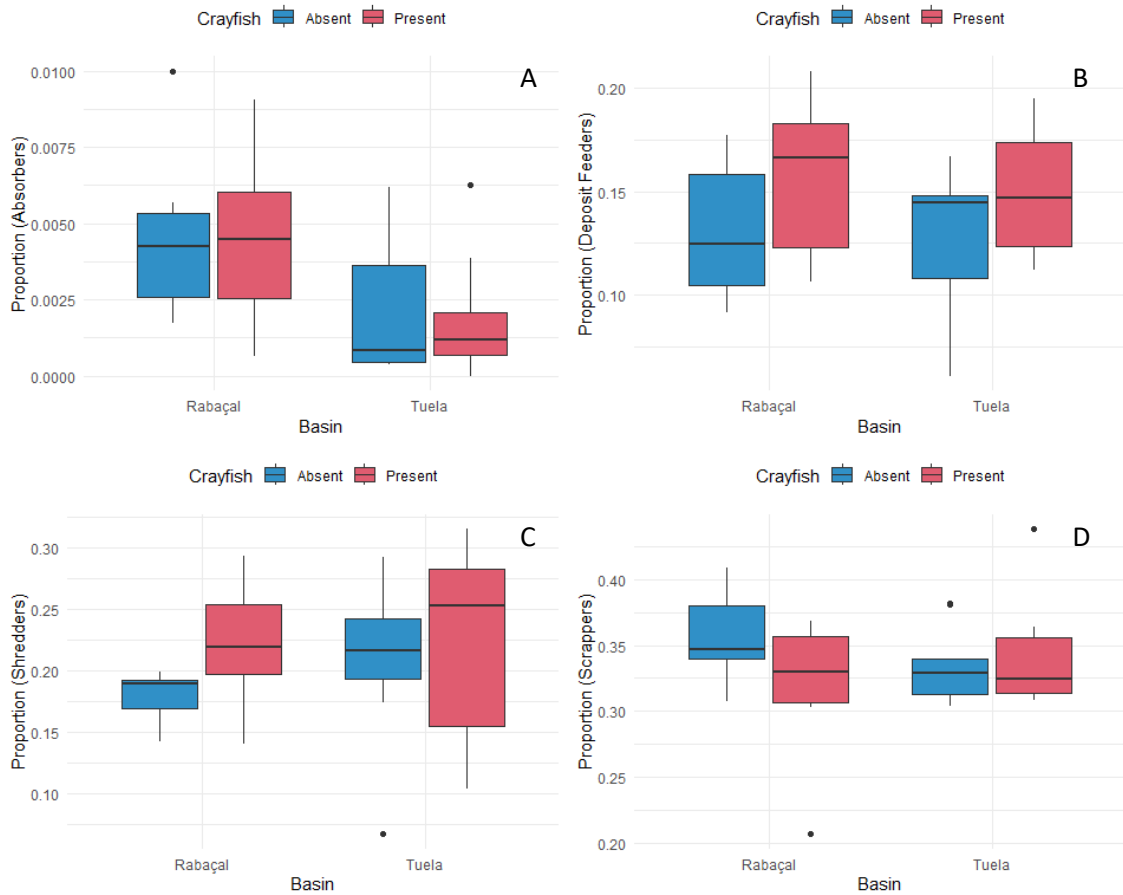 Crayfish Absent Present
A
Proportion (Absorbers)
0.0100
0.0075
0.0050
0.0025
0.0000
Rabaçal Tuela
Basin
Crayfish Absent Present
B
Proportion (Deposit Feeders)
0.20
0.15
0.10
Rabaçal Tuela
Basin
Crayfish Absent Present
C
Proportion (Shredders)
0.30
0.25
0.20
0.15
0.10
Rabaçal Tuela
Basin
Crayfish Absent Present
D
Proportion (Scrappers)
0.40
0.35
0.30
0.25
0.20
Rabaçal Tuela
Basin